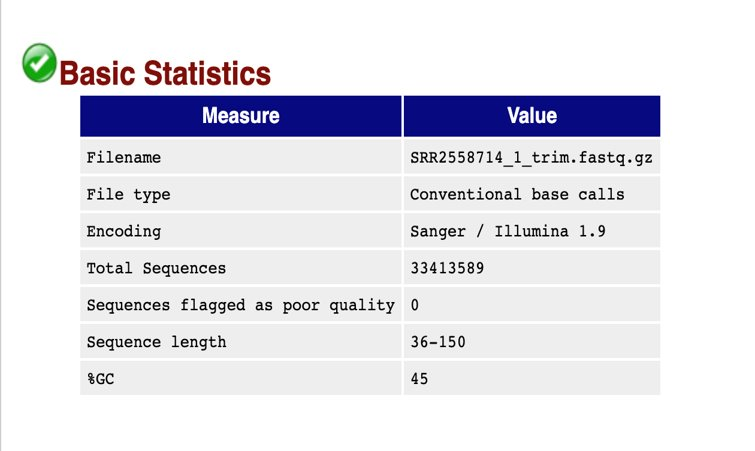 Basic Statistics
Measure Value
Filename SRR2558714_1_trim.fastq.gz
File type Conventional base calls
Encoding Sanger / Illumina 1.9
Total Sequences 33413589
Sequences flagged as poor quality 0
Sequence length 36-150
%GC 45